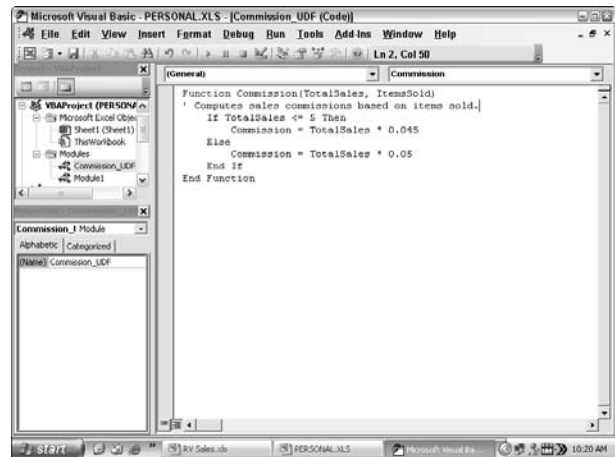 Microsoft Visual Basic - PERSONAL.XLS - [Commission_UDF (Code)]
File Edit View Insert Format Debug Run Tools Add-Ins Window Help
Ln 2, Col 50
(General)
Commission
VBAProject (PERSONA
Microsoft Excel Objec
Sheet1 (Sheet1)
ThisWorkbook
Modules
Commission_UDF
Module1
Commission_l Module
Alphabetic Categorized
(Name) Commission_UDF
Function Commission(TotalSales, ItemsSold)
' Computes sales commissions based on items sold.
If TotalSales <= 5 Then
Commission = TotalSales * 0.045
Else
Commission = TotalSales * 0.05
End If
End Function
start
RV Sales.xls
PERSONAL.XLS
Microsoft Visual Ba...
10:20 AM